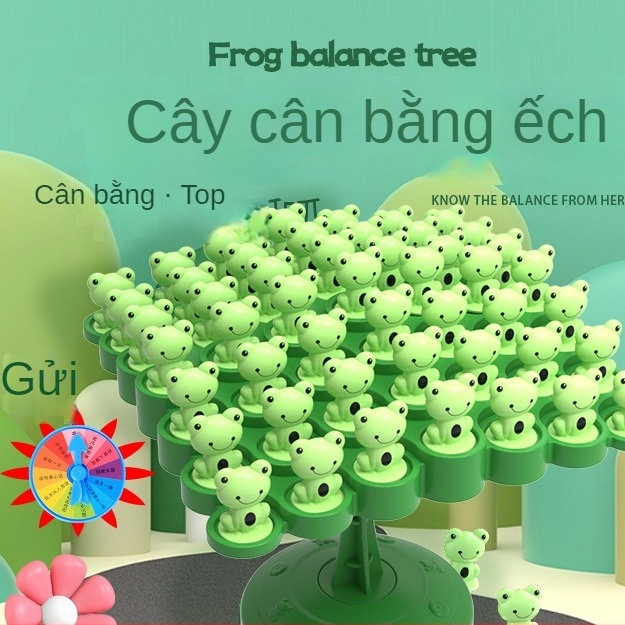 Frog balance tree
Cây cân bằng ếch
Cân bằng · Top
KNOW THE BALANCE FROM HER
Gửi